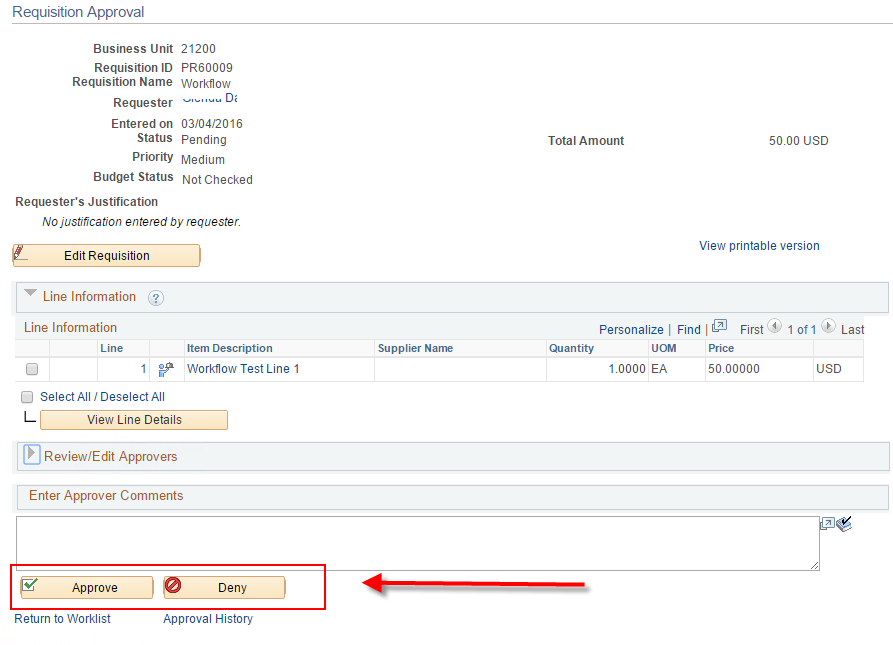 Requisition Approval
Business Unit 21200
Requisition ID PR60009
Requisition Name Workflow
Requester
Entered on 03/04/2016
Status Pending
Total Amount 50.00 USD
Priority Medium
Budget Status Not Checked
Requester's Justification
No justification entered by requester.
View printable version
Edit Requisition
Line Information ?
Line Information Personalize | Find | First 1 of 1 Last
Line Item Description Supplier Name Quantity UOM Price
1 Workflow Test Line 1 1.0000 EA 50.00000 USD
Select All / Deselect All
View Line Details
Review/Edit Approvers
Enter Approver Comments
Approve Deny
Return to Worklist Approval History